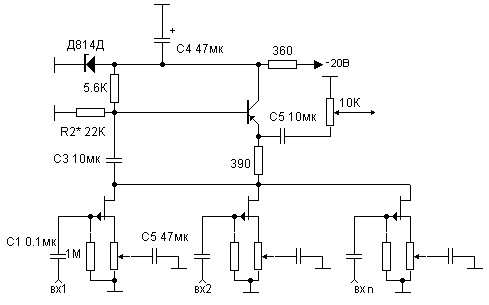 Д814Д
+
C4 47мк
360
-20В
5.6К
10К
C5 10мк
R2* 22К
C3 10мк
390
C1 0.1мк
1М
C5 47мк
вх1
вх2
вх n